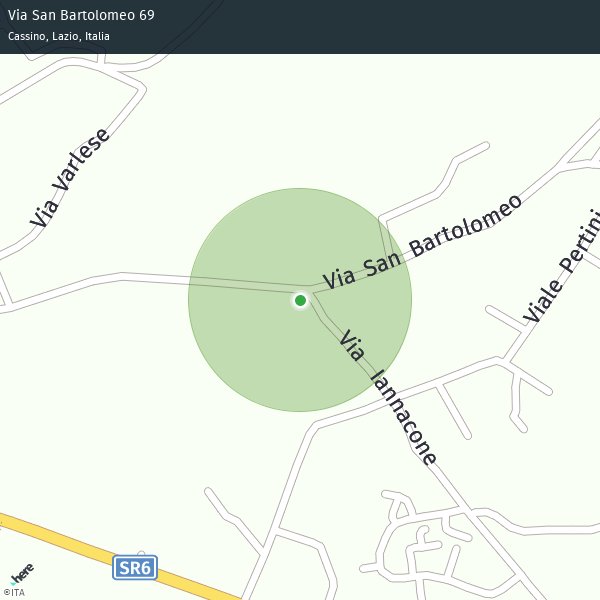 Via San Bartolomeo 69
Cassino, Lazio, Italia
Via Varlese
Via San Bartolomeo
Viale Pertini
Via Iannacone
SR6
here
©ITA